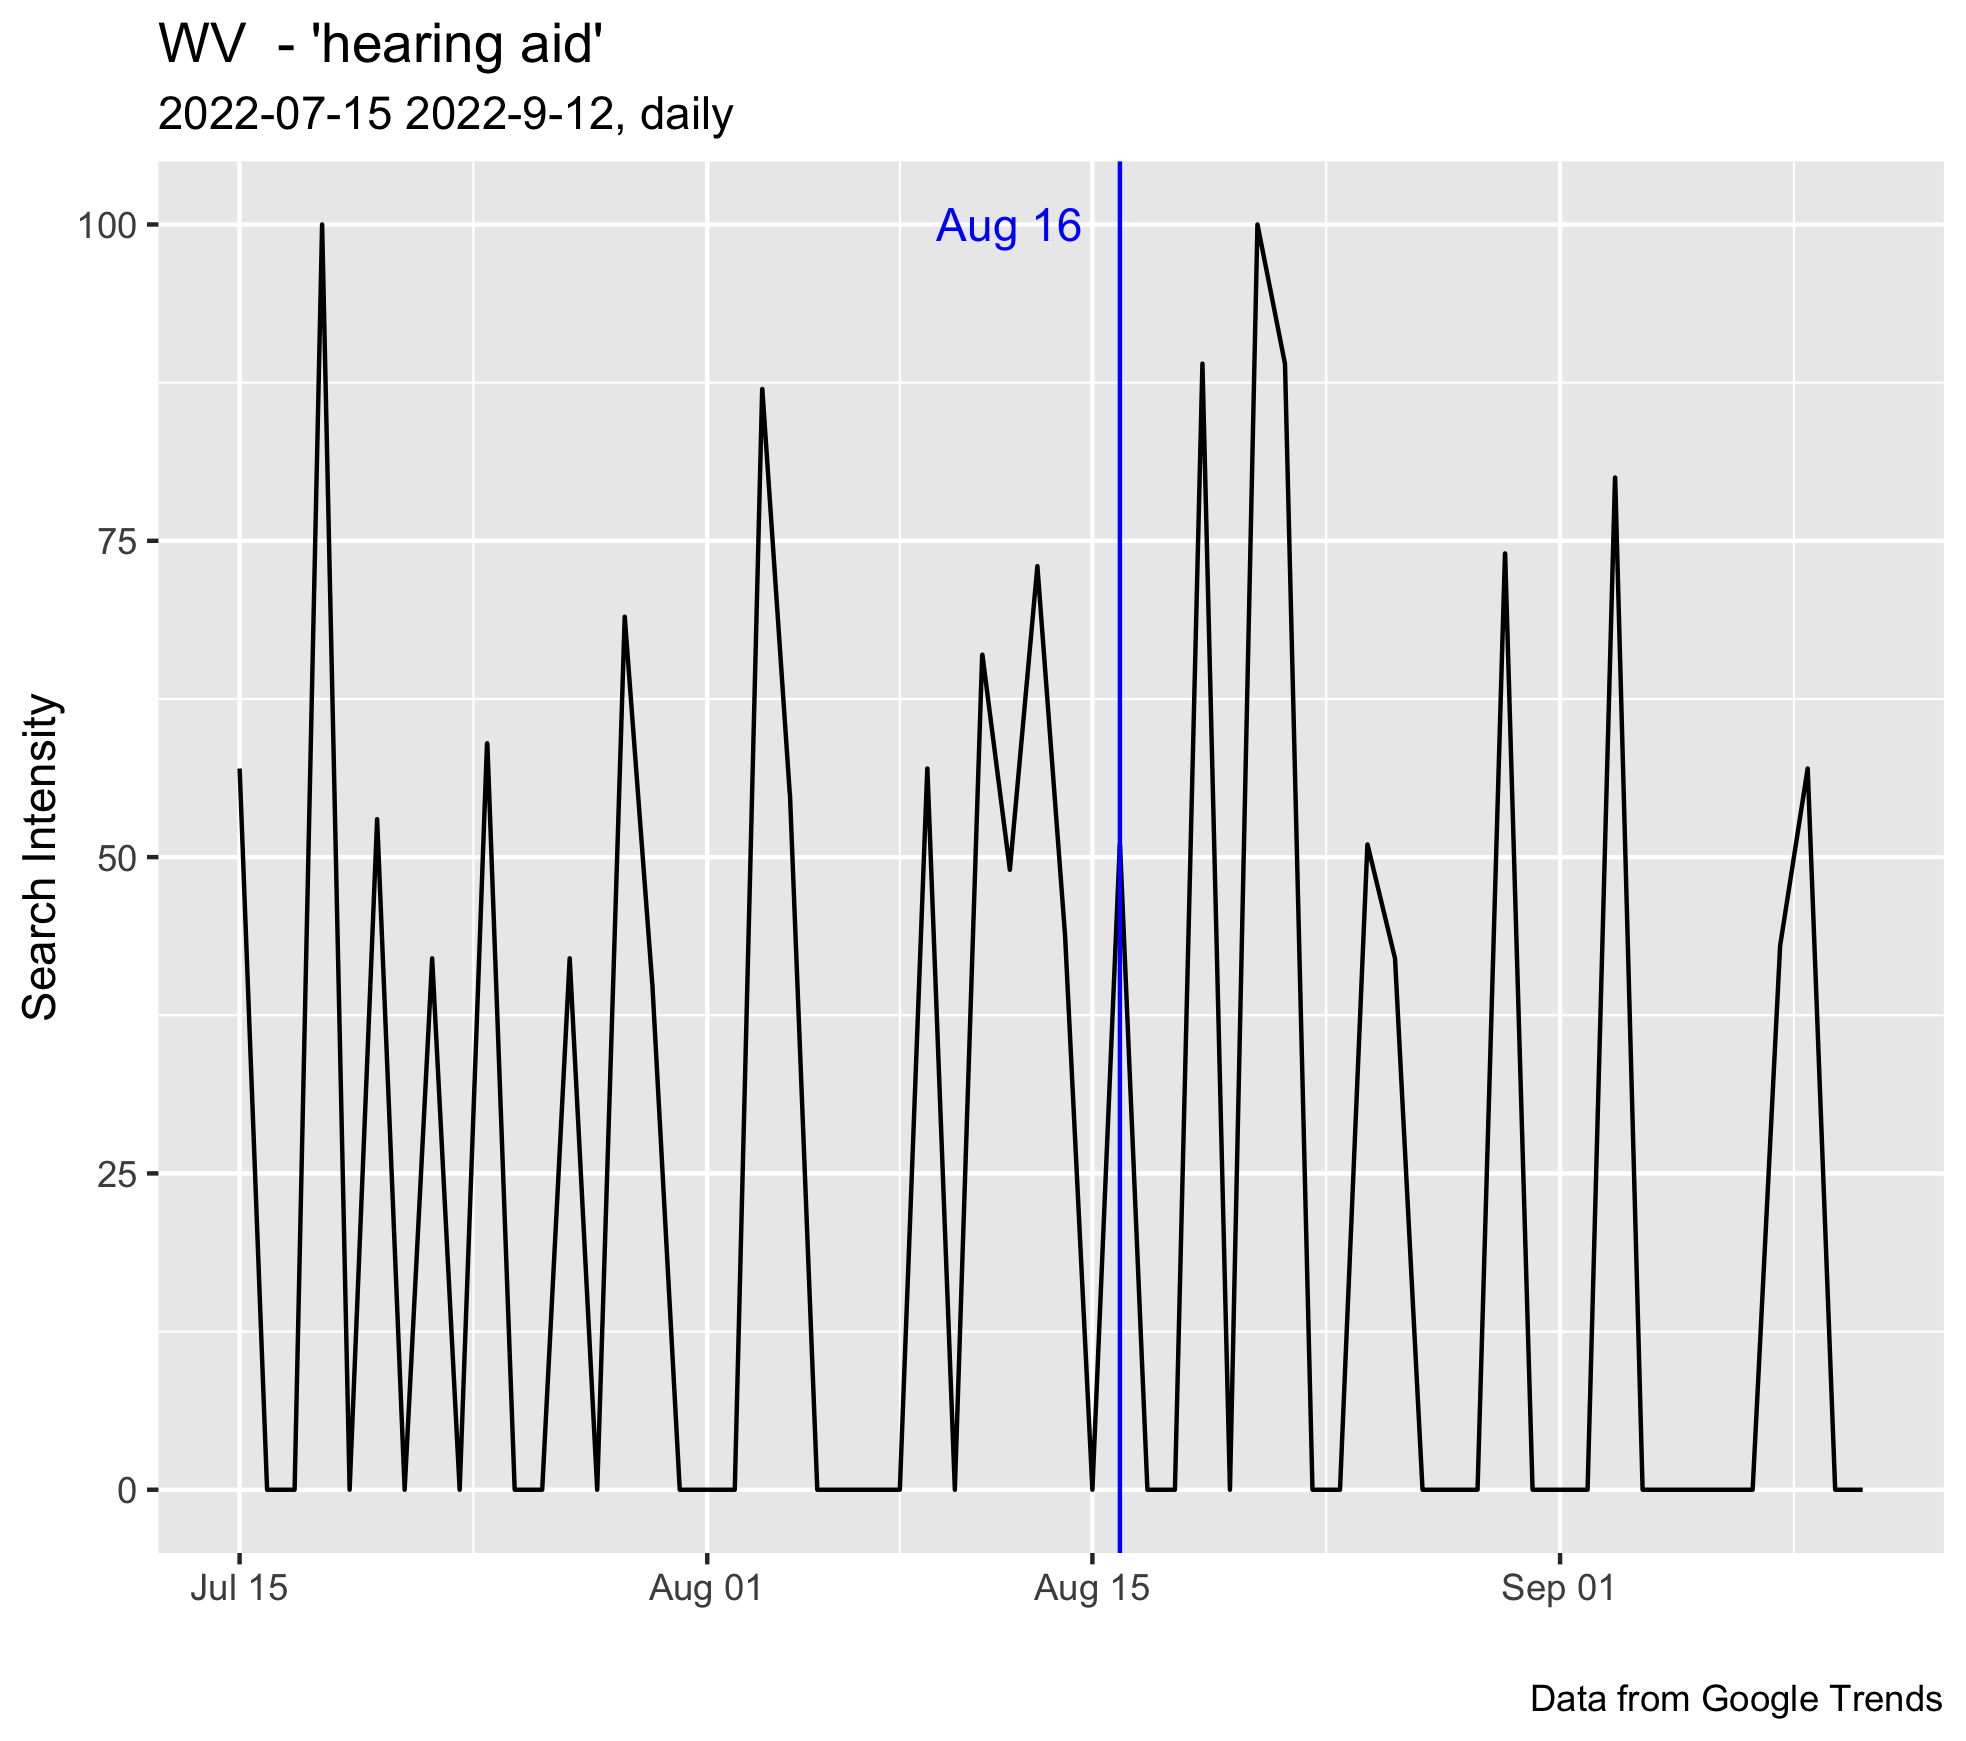 WV  - 'hearing aid'
2022-07-15 2022-9-12, daily
Aug 16
100
75
50
25
0
Search Intensity
Jul 15
Aug 01
Aug 15
Sep 01
Data from Google Trends